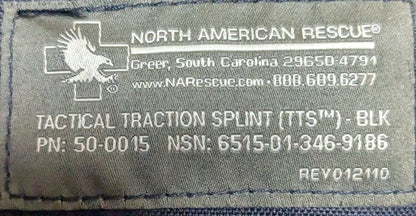 NORTH AMERICAN RESCUE®
Greer, South Carolina 29650-4791
www.NARescue.com • 888.689.6277
TACTICAL TRACTION SPLINT (TTS™) - BLK
PN: 50-0015 NSN: 6515-01-346-9186
REV012110